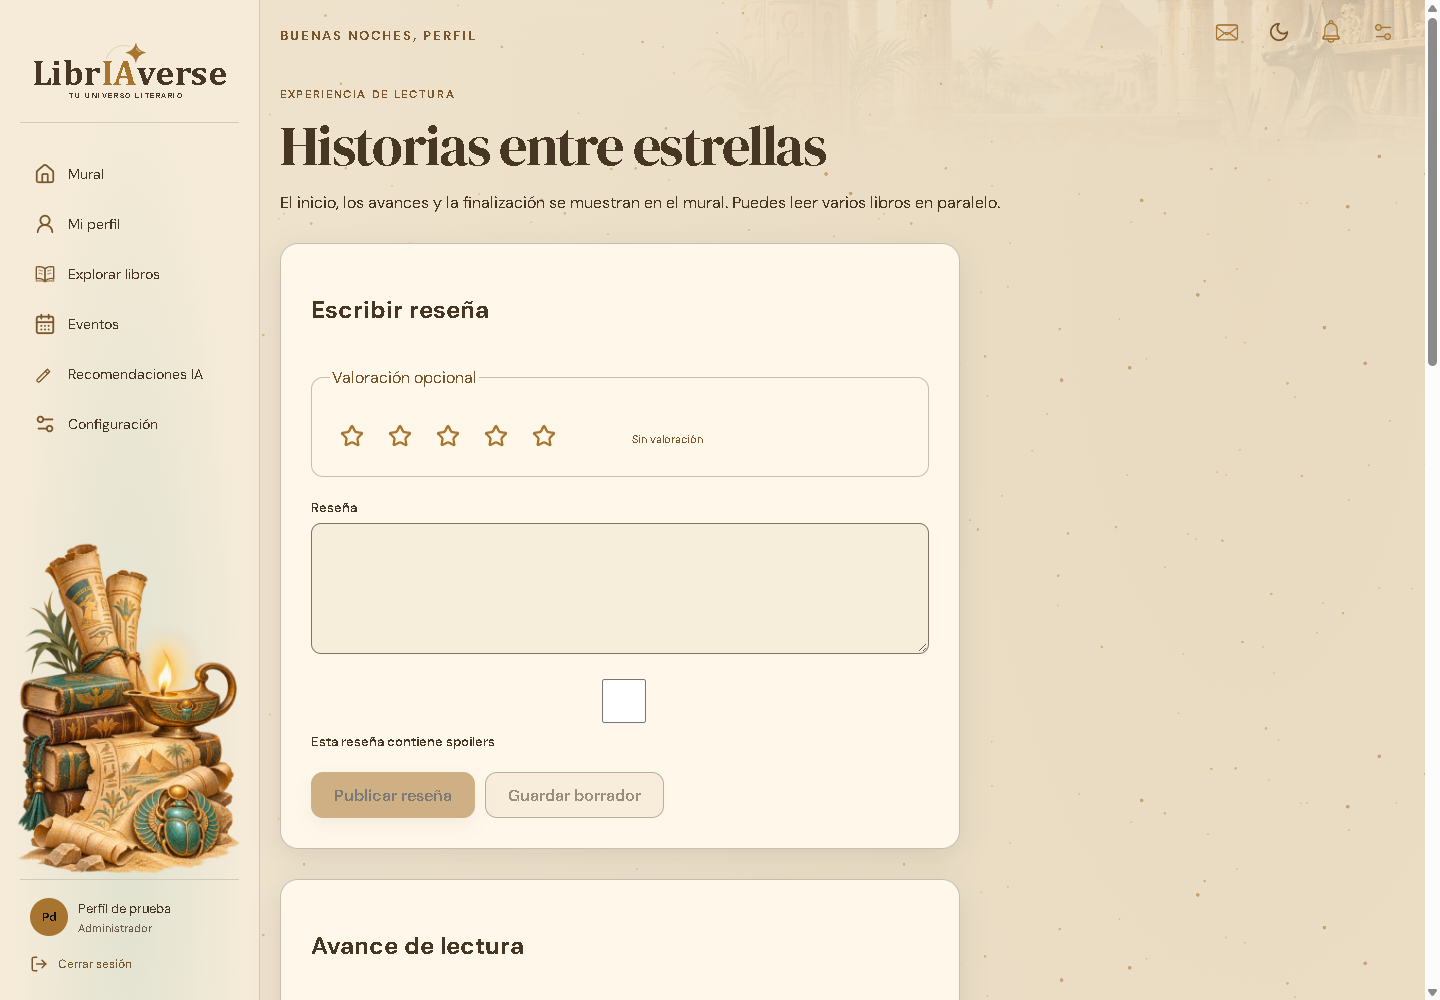 LibrIAverse
TU UNIVERSO LITERARIO
Mural
Mi perfil
Explorar libros
Eventos
Recomendaciones IA
Configuración
Pd
Perfil de prueba
Administrador
Cerrar sesión
BUENAS NOCHES, PERFIL
EXPERIENCIA DE LECTURA
Historias entre estrellas
El inicio, los avances y la finalización se muestran en el mural. Puedes leer varios libros en paralelo.
Escribir reseña
Valoración opcional
Sin valoración
Reseña
Esta reseña contiene spoilers
Publicar reseña
Guardar borrador
Avance de lectura